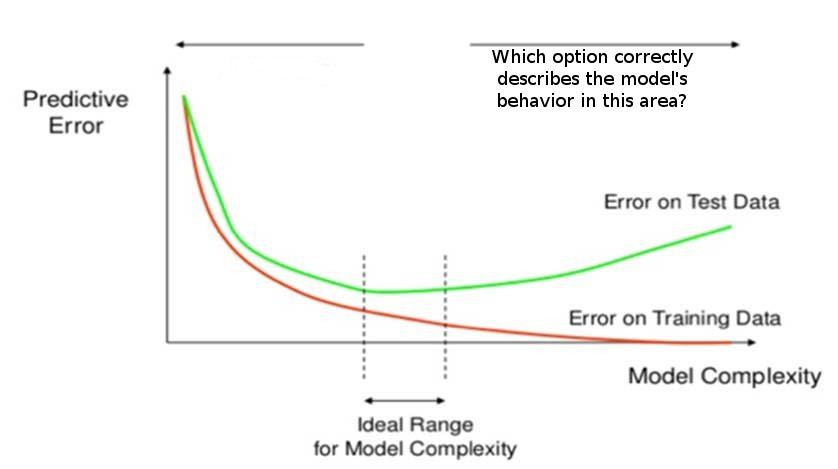 Which option correctly
describes the model's
behavior in this area?
Predictive
Error
Error on Test Data
Error on Training Data
Model Complexity
Ideal Range
for Model Complexity